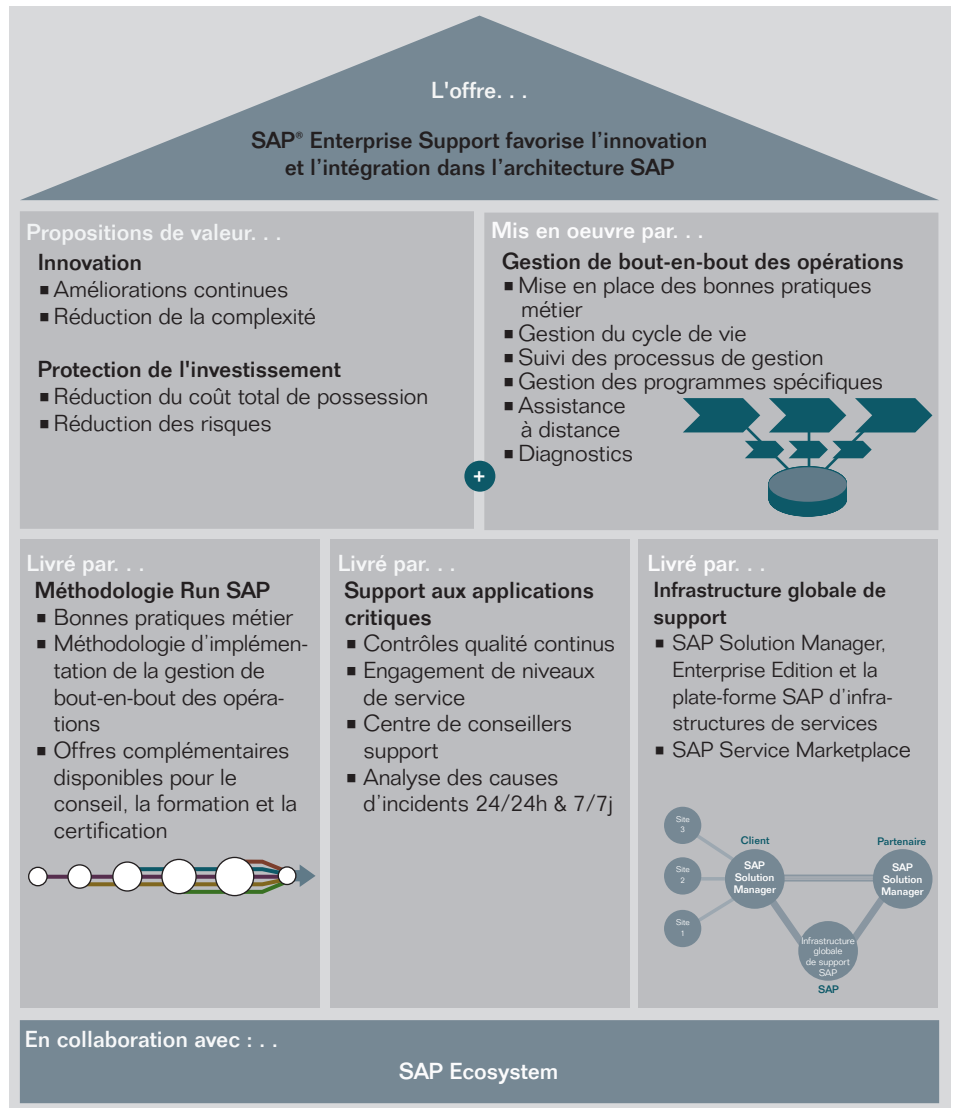 L'offre. . .
SAP® Enterprise Support favorise l’innovation
et l’intégration dans l’architecture SAP
Propositions de valeur. . .
Innovation
▪ Améliorations continues
▪ Réduction de la complexité
Protection de l'investissement
▪ Réduction du coût total de possession
▪ Réduction des risques
+
Mis en oeuvre par. . .
Gestion de bout-en-bout des opérations
▪ Mise en place des bonnes pratiques
métier
▪ Gestion du cycle de vie
▪ Suivi des processus de gestion
▪ Gestion des programmes spécifiques
▪ Assistance
à distance
▪ Diagnostics
Livré par. . .
Méthodologie Run SAP
▪ Bonnes pratiques métier
▪ Méthodologie d’implémen-
tation de la gestion de
bout-en-bout des opéra-
tions
▪ Offres complémentaires
disponibles pour le
conseil, la formation et la
certification
Livré par. . .
Support aux applications
critiques
▪ Contrôles qualité continus
▪ Engagement de niveaux
de service
▪ Centre de conseillers
support
▪ Analyse des causes
d’incidents 24/24h & 7/7j
Livré par. . .
Infrastructure globale de
support
▪ SAP Solution Manager,
Enterprise Edition et la
plate-forme SAP d’infra-
structures de services
▪ SAP Service Marketplace
Site
3
Site
2
Site
1
Client
SAP
Solution
Manager
Partenaire
SAP
Solution
Manager
Infrastructure
globale
de support
SAP
SAP
En collaboration avec : . .
SAP Ecosystem